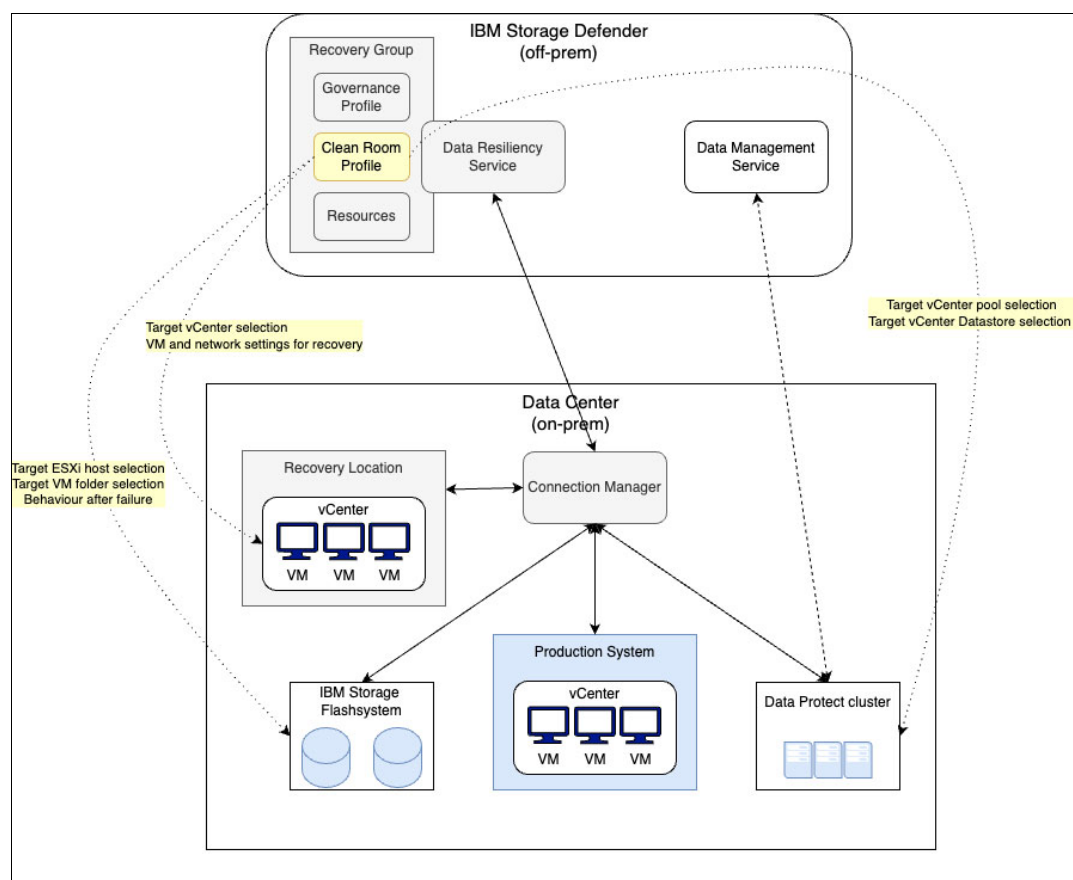 IBM Storage Defender
(off-prem)
Recovery Group
Governance
Profile
Clean Room
Profile
Resources
Data Resiliency
Service
Data Management
Service
Target vCenter selection
VM and network settings for recovery
Target vCenter pool selection
Target vCenter Datastore selection
Target ESXi host selection
Target VM folder selection
Behaviour after failure
Data Center
(on-prem)
Recovery Location
vCenter
VM VM VM
Connection Manager
IBM Storage
Flashsystem
Production System
vCenter
VM VM VM
Data Protect cluster